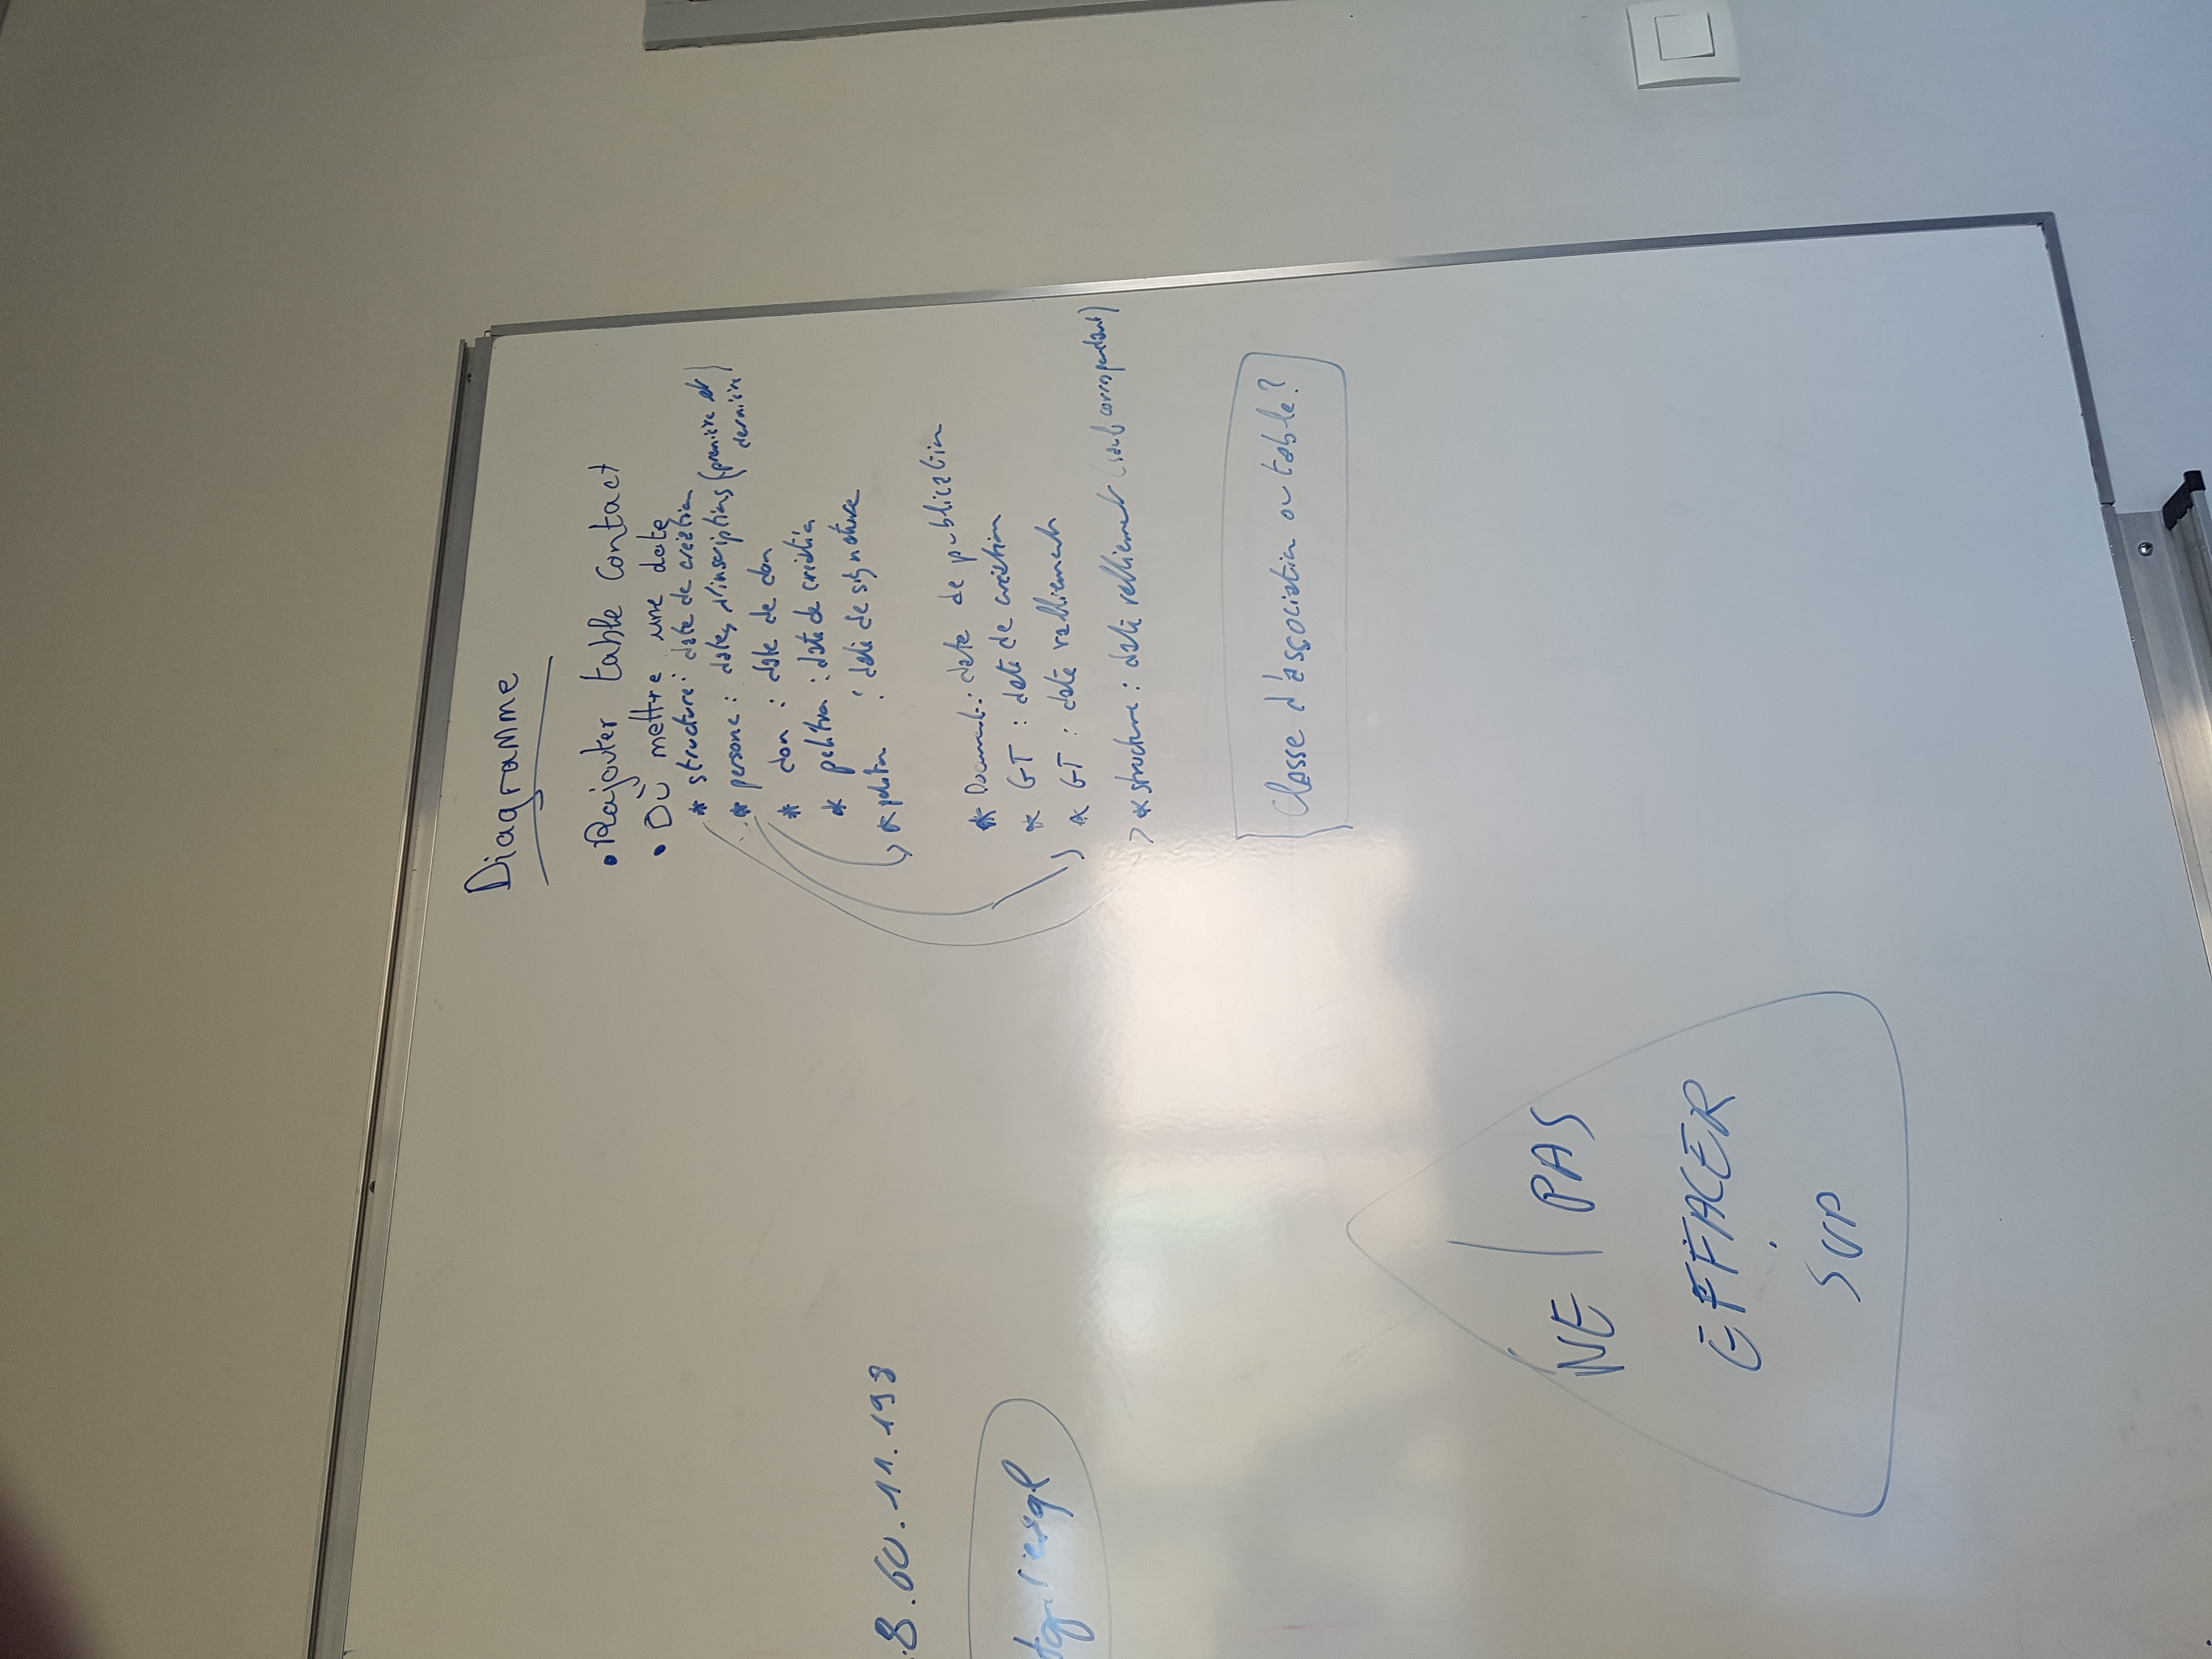 Diagramme
• Rajouter table contact
• Où mettre une date
* structure : date de création
* persone : dates d'inscriptions (première et
dernière)
* don : date de don
* pétition : date de création
* pétition : date de signature
* Document : date de publication
* GT : date de création
* GT : date ralliement
* structure : date ralliement (sauf correspondant)
Classe d'association ou table ?
8.60.11.198
NE PAS
EFFACER
SVP